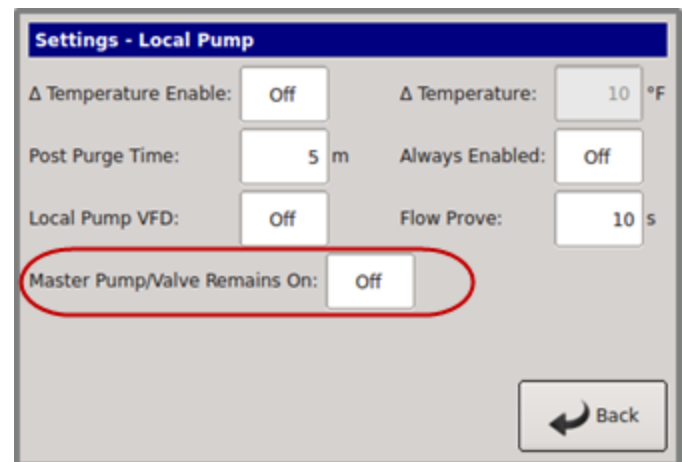 Settings - Local Pump
Δ Temperature Enable: Off Δ Temperature: 10 °F
Post Purge Time: 5 m Always Enabled: Off
Local Pump VFD: Off Flow Prove: 10 s
Master Pump/Valve Remains On: Off
Back